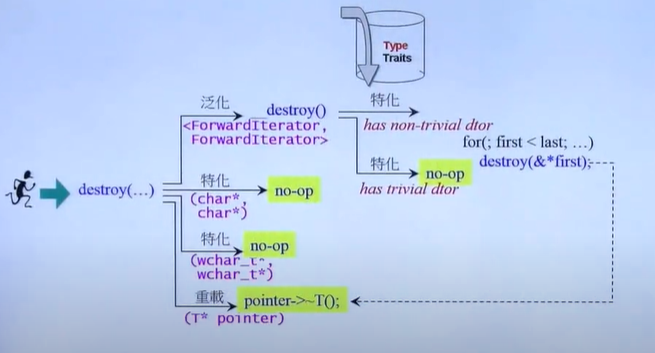 Type
Traits
泛化
__destroy()
<ForwardIterator,
ForwardIterator>
特化
has non-trivial dtor
for(; first < last; …)
destroy(&*first);
特化
no-op
has trivial dtor
destroy(…)
特化
no-op
(char*,
char*)
特化
no-op
(wchar_t*,
wchar_t*)
重載
pointer->~T();
(T* pointer)